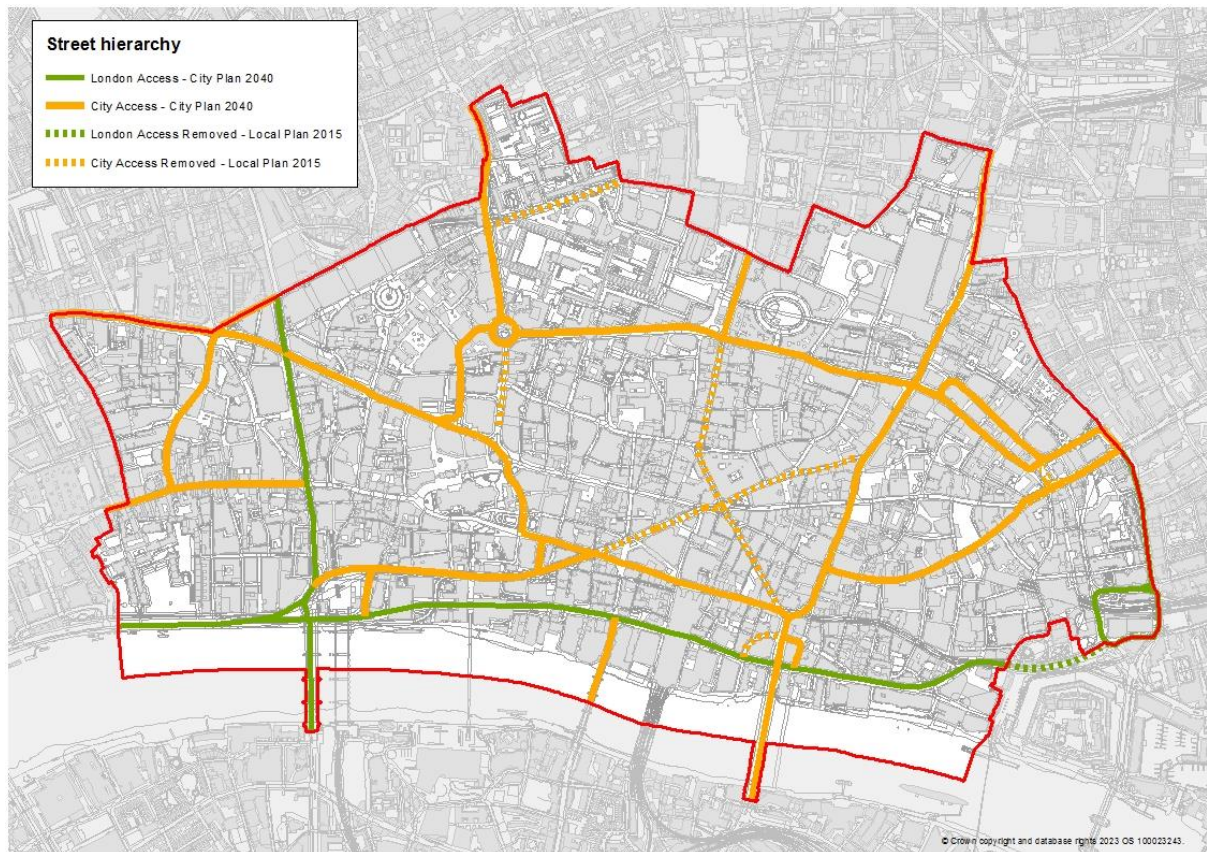 Street hierarchy
London Access - City Plan 2040
City Access - City Plan 2040
London Access Removed - Local Plan 2015
City Access Removed - Local Plan 2015
© Crown copyright and database rights 2023 OS 100023243.